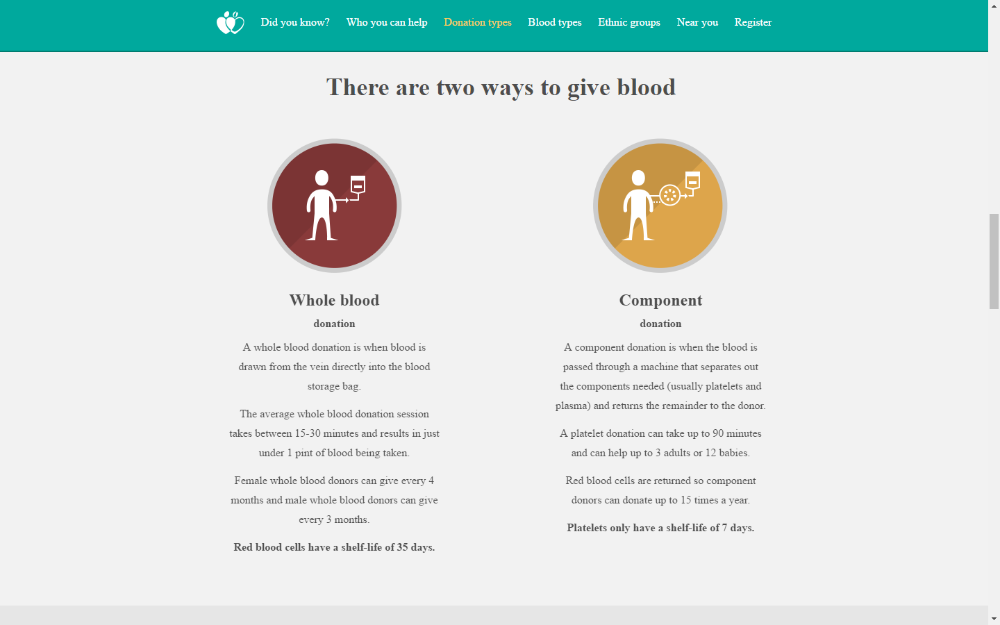 Did you know?
Who you can help
Donation types
Blood types
Ethnic groups
Near you
Register
There are two ways to give blood
Whole blood
donation
A whole blood donation is when blood is
drawn from the vein directly into the blood
storage bag.
The average whole blood donation session
takes between 15-30 minutes and results in just
under 1 pint of blood being taken.
Female whole blood donors can give every 4
months and male whole blood donors can give
every 3 months.
Red blood cells have a shelf-life of 35 days.
Component
donation
A component donation is when the blood is
passed through a machine that separates out
the components needed (usually platelets and
plasma) and returns the remainder to the donor.
A platelet donation can take up to 90 minutes
and can help up to 3 adults or 12 babies.
Red blood cells are returned so component
donors can donate up to 15 times a year.
Platelets only have a shelf-life of 7 days.